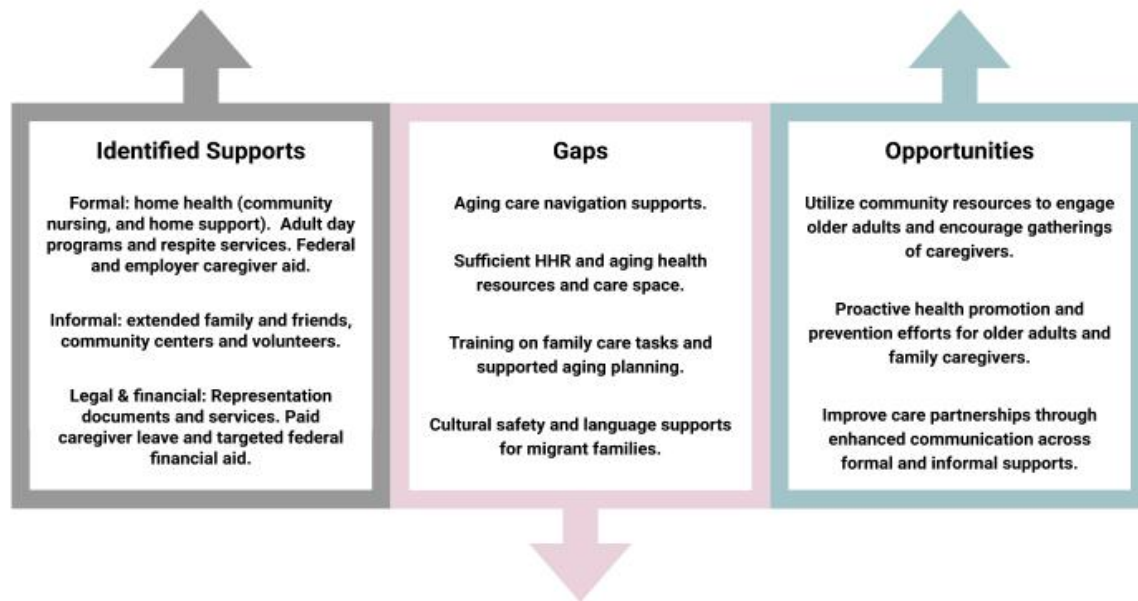 Identified Supports
Formal: home health (community
nursing, and home support).  Adult day
programs and respite services. Federal
and employer caregiver aid.
Informal: extended family and friends,
community centers and volunteers.
Legal & financial: Representation
documents and services. Paid
caregiver leave and targeted federal
financial aid.
Gaps
Aging care navigation supports.
Sufficient HHR and aging health
resources and care space.
Training on family care tasks and
supported aging planning.
Cultural safety and language supports
for migrant families.
Opportunities
Utilize community resources to engage
older adults and encourage gatherings
of caregivers.
Proactive health promotion and
prevention efforts for older adults and
family caregivers.
Improve care partnerships through
enhanced communication across
formal and informal supports.